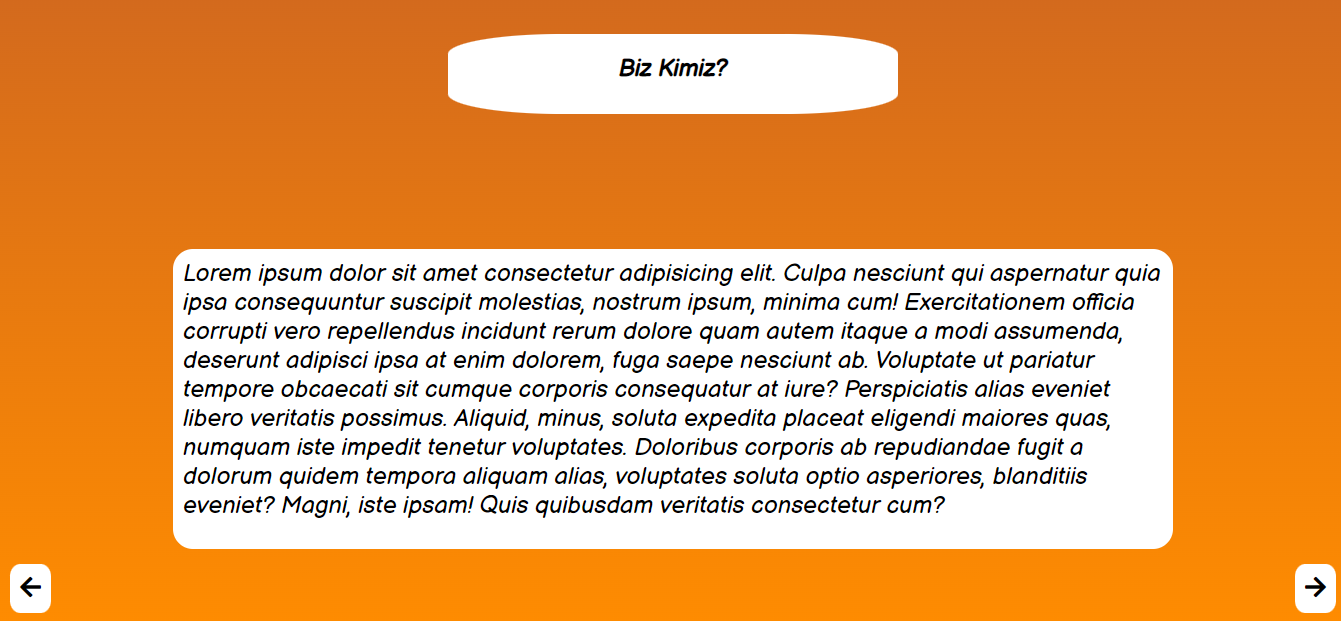 Biz Kimiz?
Lorem ipsum dolor sit amet consectetur adipisicing elit. Culpa nesciunt qui aspernatur quia
ipsa consequuntur suscipit molestias, nostrum ipsum, minima cum! Exercitationem officia
corrupti vero repellendus incidunt rerum dolore quam autem itaque a modi assumenda,
deserunt adipisci ipsa at enim dolorem, fuga saepe nesciunt ab. Voluptate ut pariatur
tempore obcaecati sit cumque corporis consequatur at iure? Perspiciatis alias eveniet
libero veritatis possimus. Aliquid, minus, soluta expedita placeat eligendi maiores quas,
numquam iste impedit tenetur voluptates. Doloribus corporis ab repudiandae fugit a
dolorum quidem tempora aliquam alias, voluptates soluta optio asperiores, blanditiis
eveniet? Magni, iste ipsam! Quis quibusdam veritatis consectetur cum?